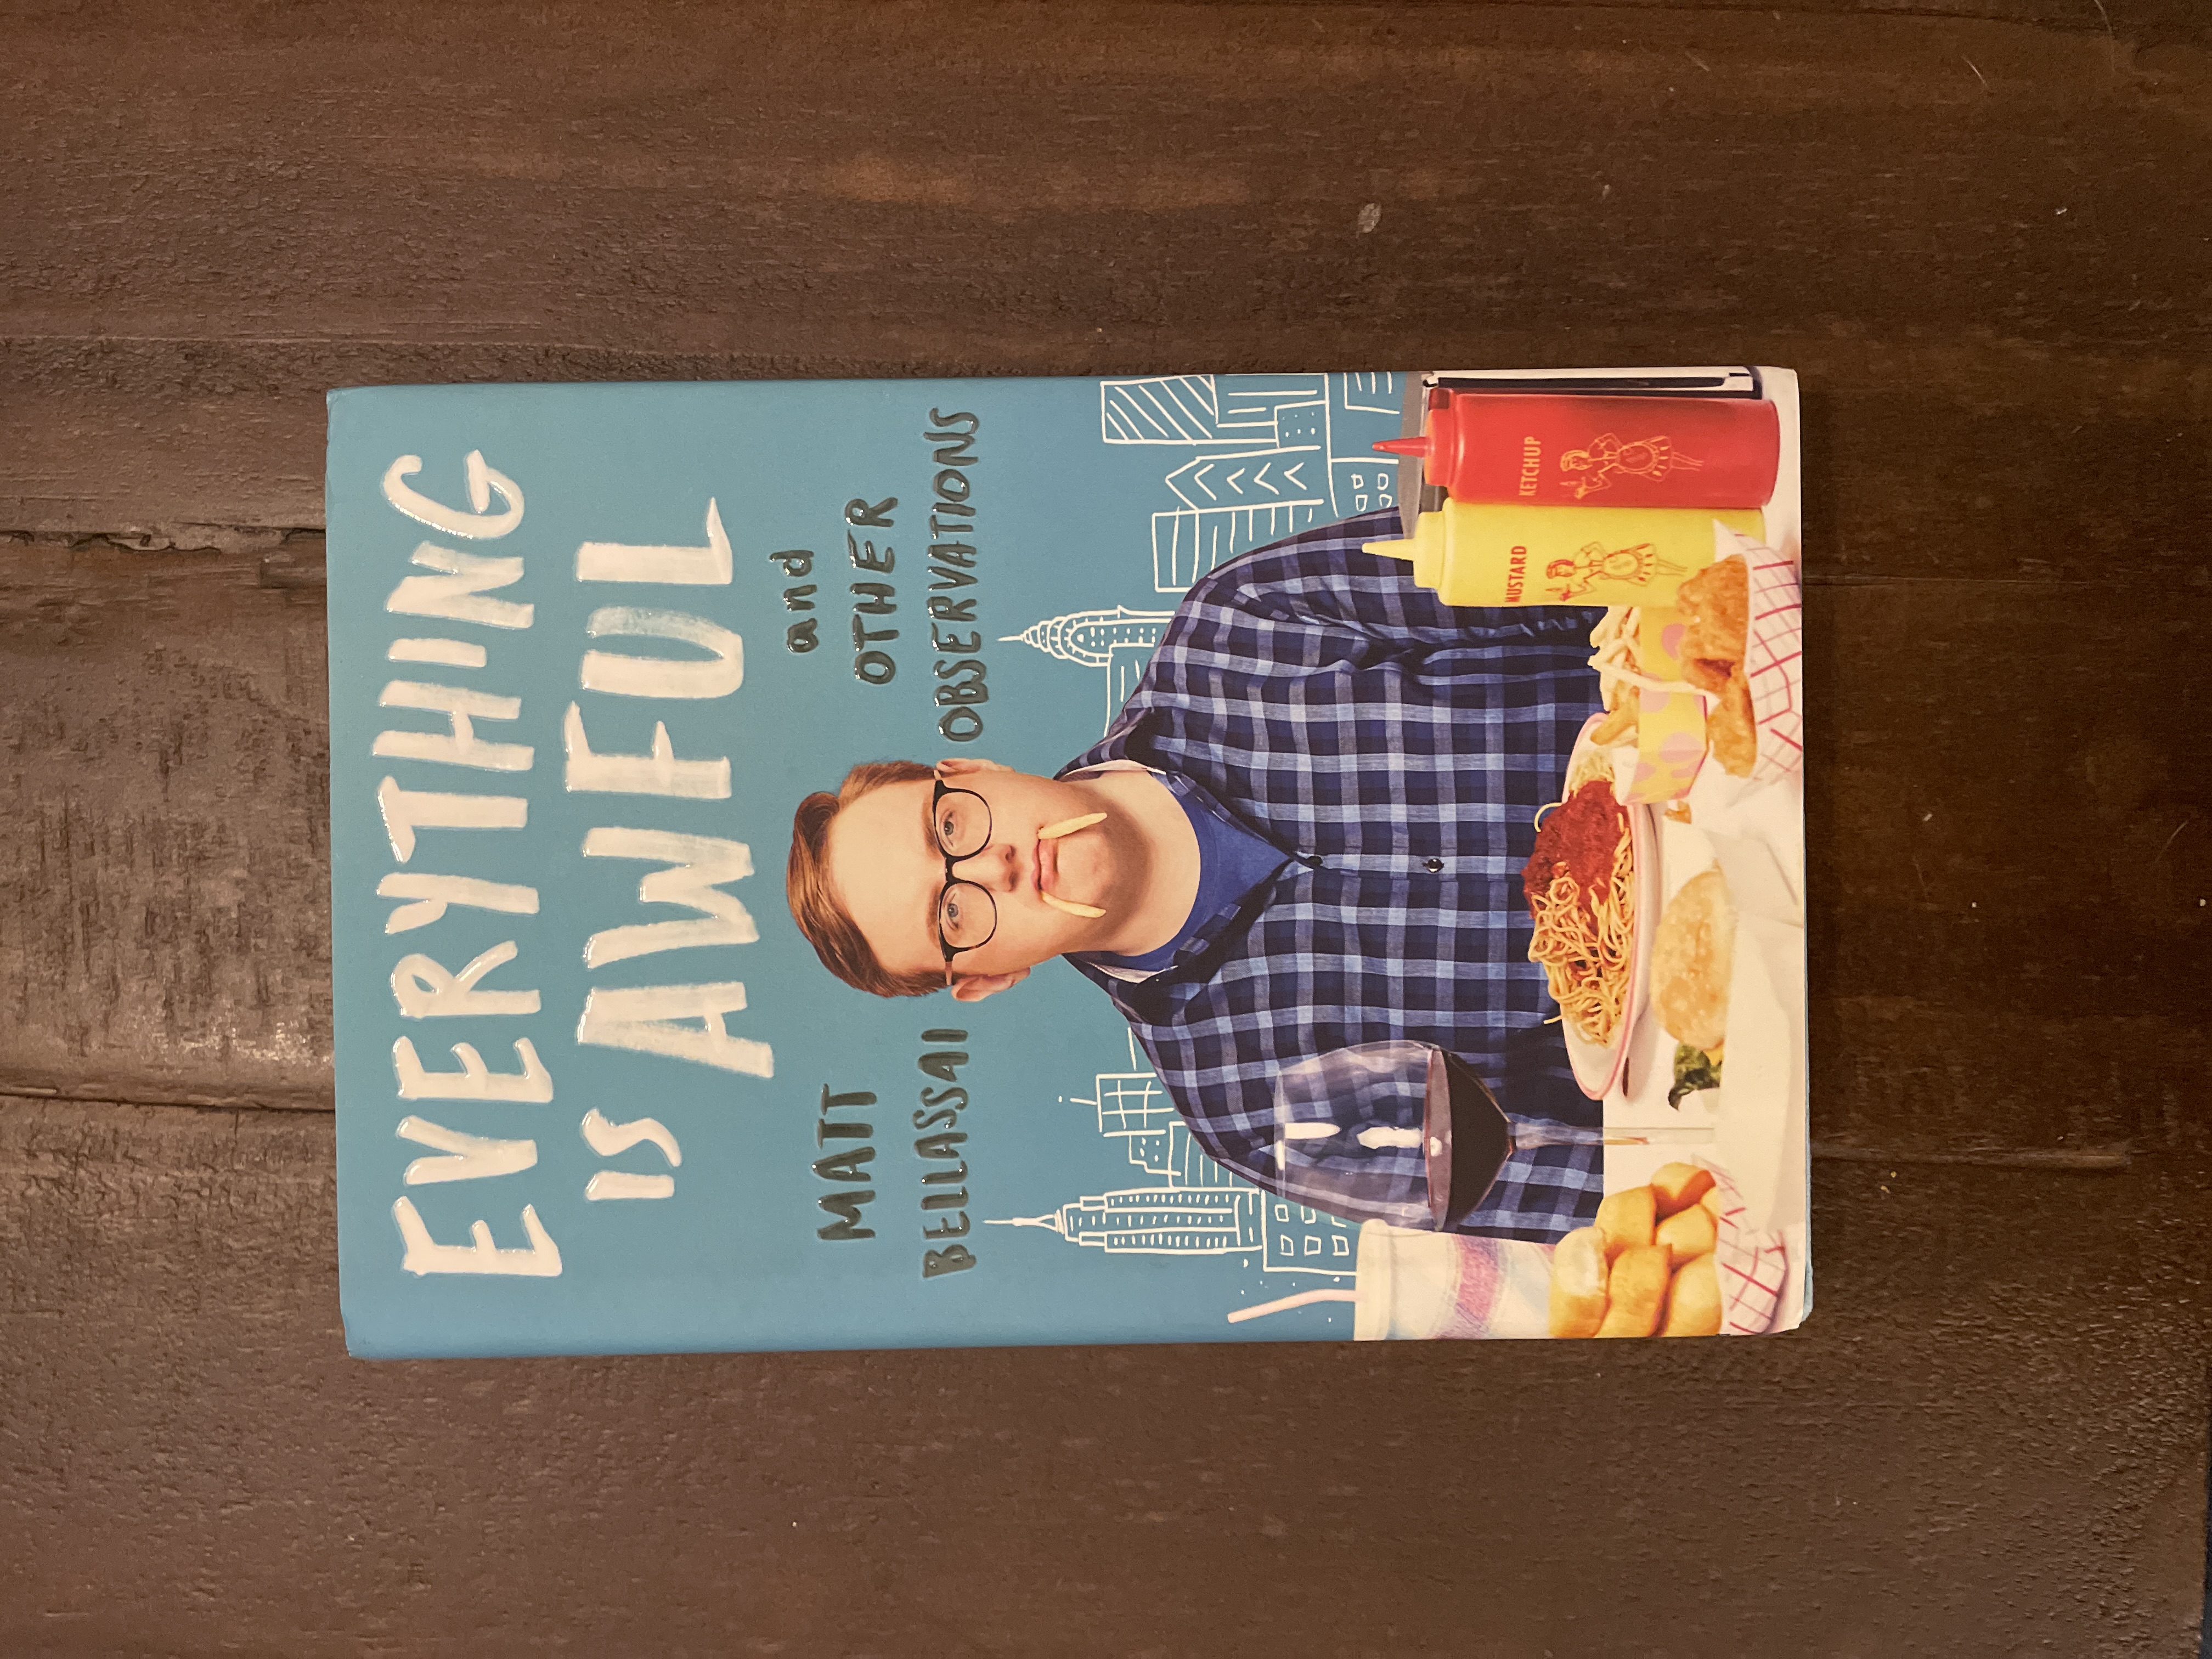 EVERYTHING
IS AWFUL
and
OTHER
OBSERVATIONS
MATT
BELLASSAI
KETCHUP
MUSTARD